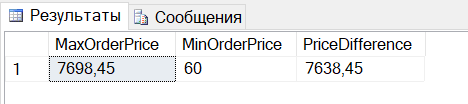 Результаты Сообщения
MaxOrderPrice MinOrderPrice PriceDifference
1 7698,45 60 7638,45